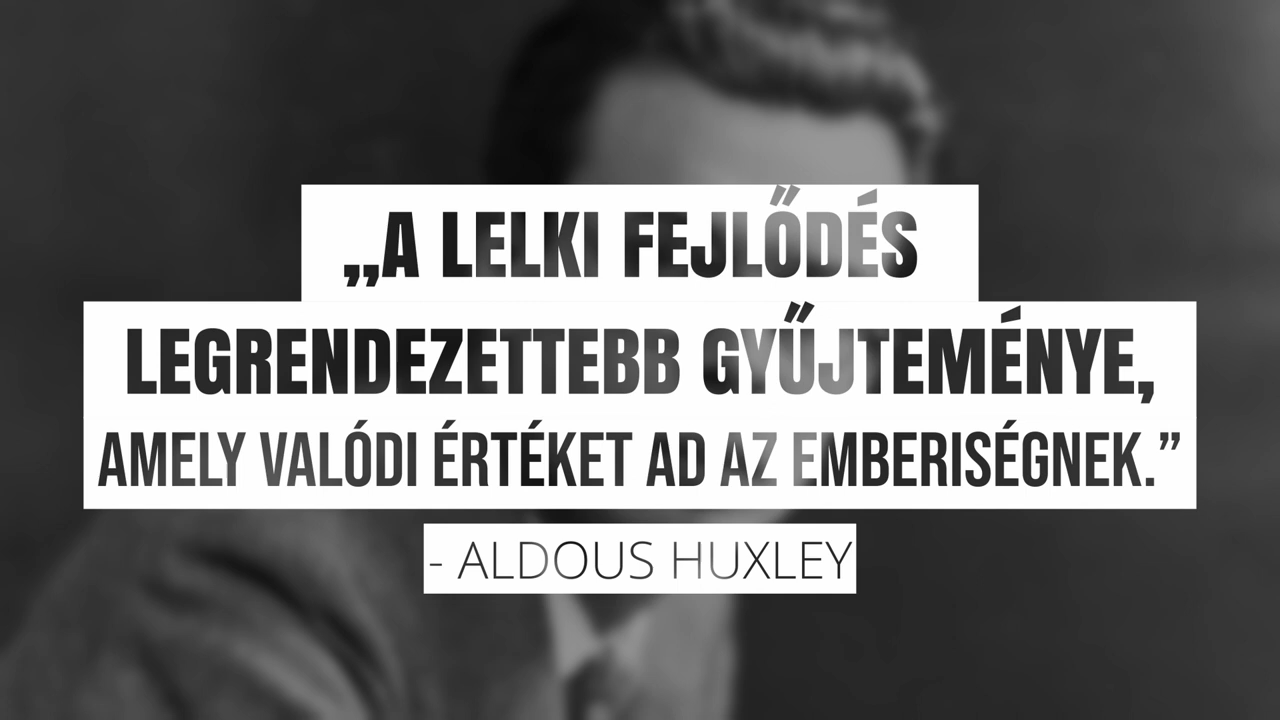 „A LELKI FEJLŐDÉS
LEGRENDEZETTEBB GYŰJTEMÉNYE,
AMELY VALÓDI ÉRTÉKET AD AZ EMBERISÉGNEK.”
- ALDOUS HUXLEY